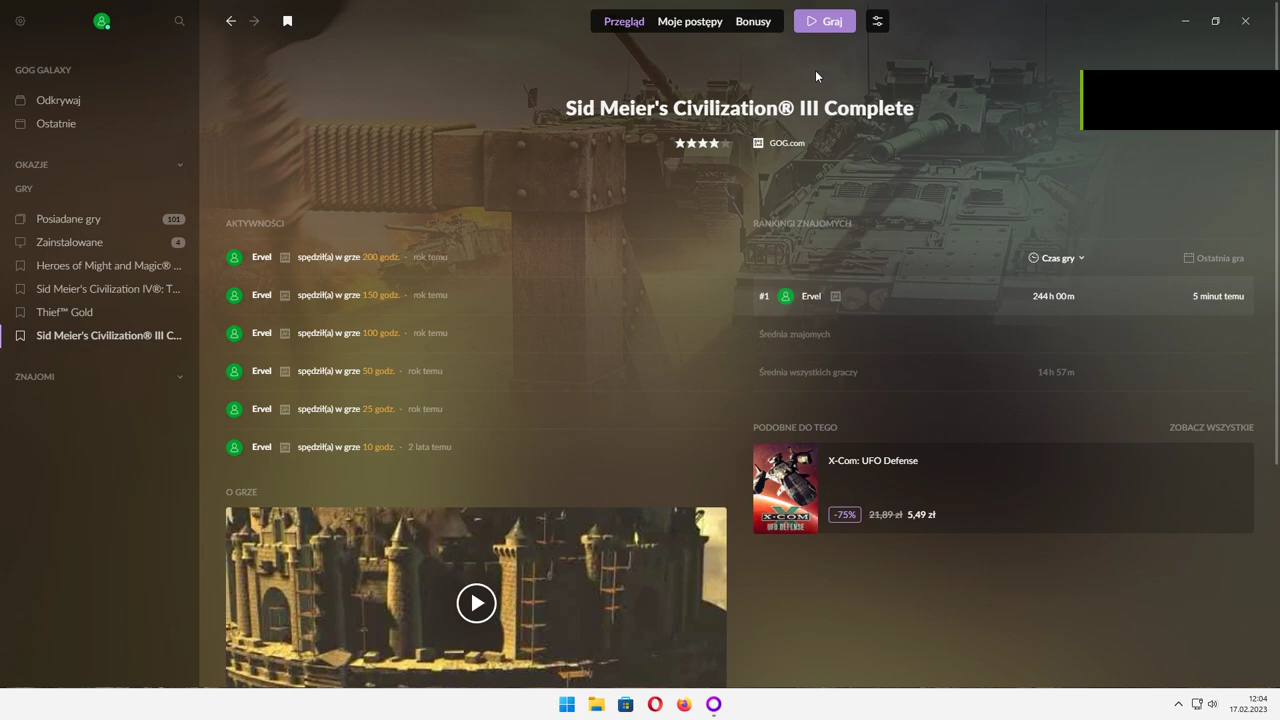 Przegląd Moje postępy Bonusy Graj
GOG GALAXY
Odkrywaj
Ostatnie
OKAZJE
GRY
Posiadane gry 101
Zainstalowane 4
Heroes of Might and Magic® ...
Sid Meier's Civilization IV®: T...
Thief™ Gold
Sid Meier's Civilization® III C...
ZNAJOMI
Sid Meier's Civilization® III Complete
GOG.com
AKTYWNOŚCI
Ervel spędził(a) w grze 200 godz. · rok temu
Ervel spędził(a) w grze 150 godz. · rok temu
Ervel spędził(a) w grze 100 godz. · rok temu
Ervel spędził(a) w grze 50 godz. · rok temu
Ervel spędził(a) w grze 25 godz. · rok temu
Ervel spędził(a) w grze 10 godz. · 2 lata temu
O GRZE
RANKINGI ZNAJOMYCH
Czas gry Ostatnia gra
#1 Ervel 244 h 00 m 5 minut temu
Średnia znajomych
Średnia wszystkich graczy 14 h 57 m
PODOBNE DO TEGO ZOBACZ WSZYSTKIE
X-COM
UFO DEFENSE
X-Com: UFO Defense
-75% 21,89 zł 5,49 zł
12:04
17.02.2023